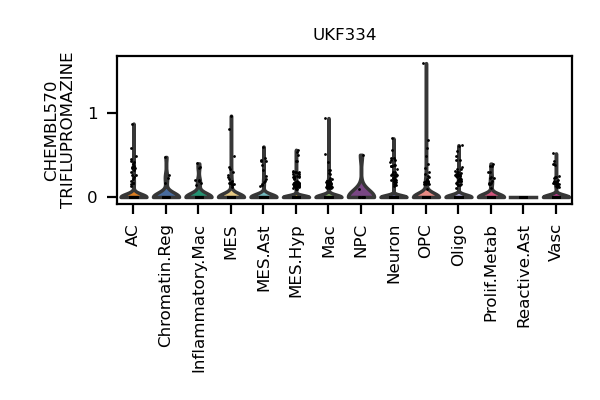 UKF334
CHEMBL570
TRIFLUPROMAZINE
1
0
AC
Chromatin.Reg
Inflammatory.Mac
MES
MES.Ast
MES.Hyp
Mac
NPC
Neuron
OPC
Oligo
Prolif.Metab
Reactive.Ast
Vasc